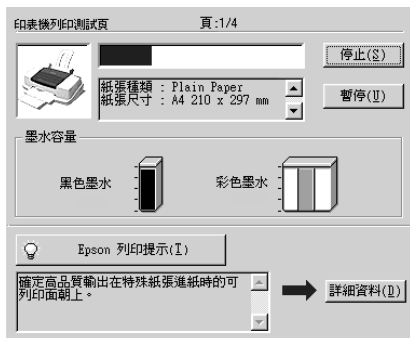 印表機列印測試頁 頁:1/4
停止(S)
紙張種類 : Plain Paper
紙張尺寸 : A4 210 x 297 mm
暫停(U)
墨水容量
黑色墨水
彩色墨水
Epson 列印提示(I)
確定高品質輸出在特殊紙張進紙時的可
列印面朝上。
詳細資料(D)